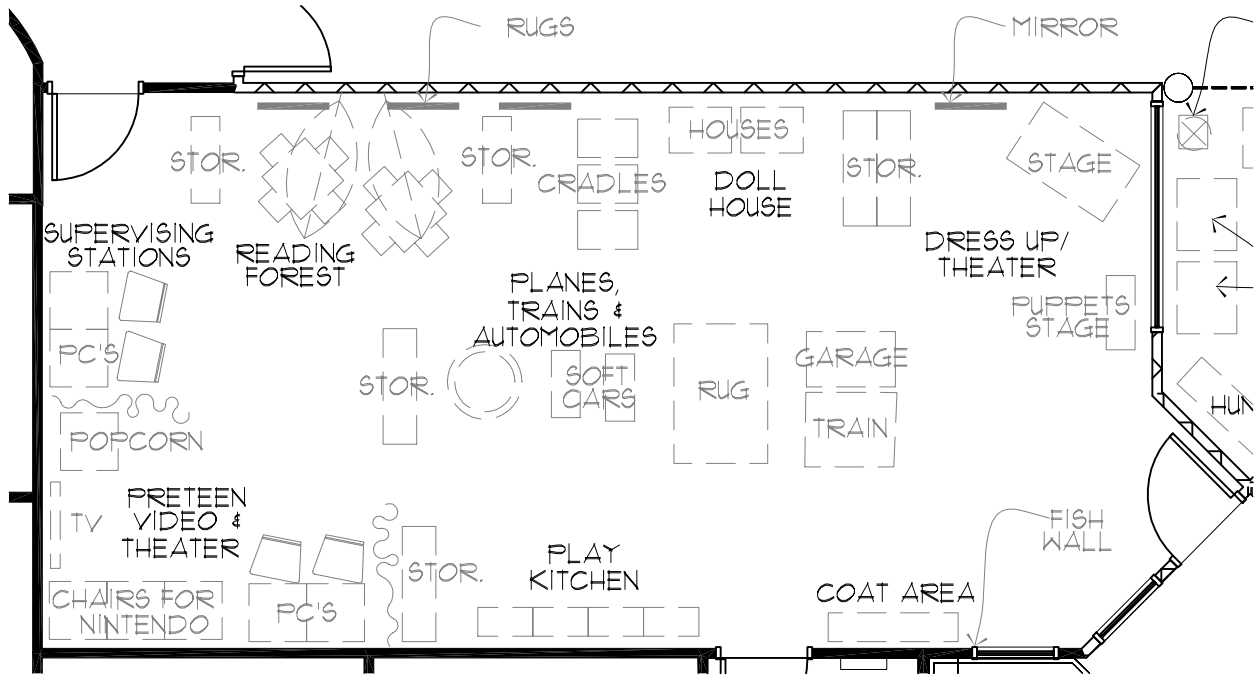 RUGS
MIRROR
STOR.
STOR.
CRADLES
HOUSES
DOLL
HOUSE
STOR.
STAGE
SUPERVISING
STATIONS
READING
FOREST
DRESS UP/
THEATER
PLANES,
TRAINS &
AUTOMOBILES
PUPPETS
STAGE
PC'S
STOR.
SOFT
CARS
RUG
GARAGE
TRAIN
HUN
POPCORN
PRETEEN
VIDEO &
THEATER
TV
FISH
WALL
STOR.
PLAY
KITCHEN
COAT AREA
CHAIRS FOR
NINTENDO
PC'S